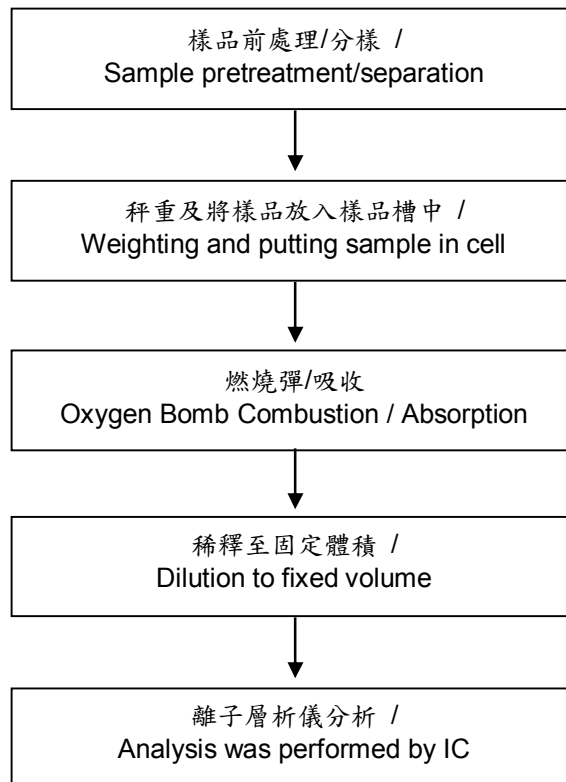 樣品前處理/分樣 /
Sample pretreatment/separation
秤重及將樣品放入樣品槽中 /
Weighting and putting sample in cell
燃燒彈/吸收
Oxygen Bomb Combustion / Absorption
稀釋至固定體積 /
Dilution to fixed volume
離子層析儀分析 /
Analysis was performed by IC